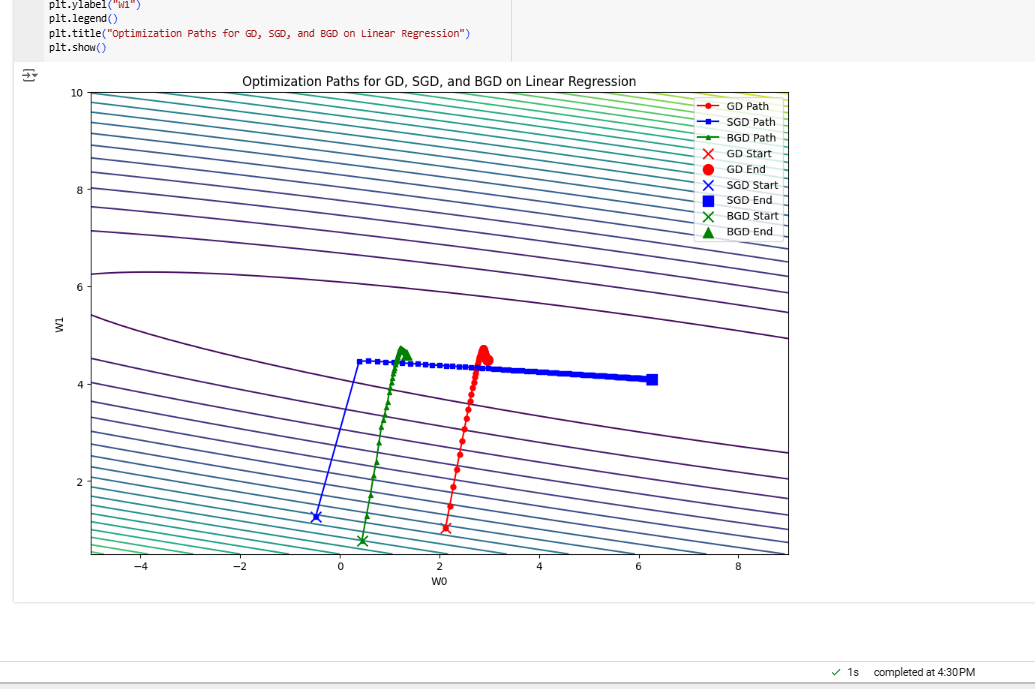 plt.ylabel("W1")
plt.legend()
plt.title("Optimization Paths for GD, SGD, and BGD on Linear Regression")
plt.show()
Optimization Paths for GD, SGD, and BGD on Linear Regression
10
8
6
4
2
W1
GD Path
SGD Path
BGD Path
GD Start
GD End
SGD Start
SGD End
BGD Start
BGD End
−4 −2 0 2 4 6 8
W0
1s completed at 4:30 PM